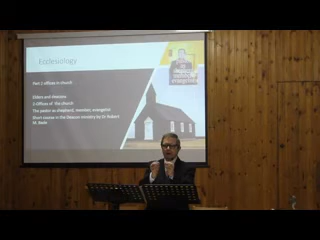 Ecclesiology
Part 2 offices in church
Elders and deacons
2 offices of the church
The pastor as shepherd, overseer, evangelist
Short course in the Deacon ministry by Dr Robert
M. Bede